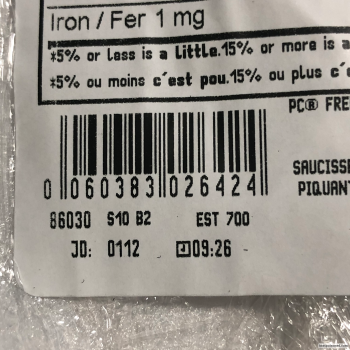 Iron / Fer 1 mg
*5% or less is a little. 15% or more is a
*5% ou moins c'est peu. 15% ou plus c'e
PC® FRE
SAUCISSE
PIQUANT
0 060383 026424
86030 S10 B2 EST 700
JD: 0112 09:26